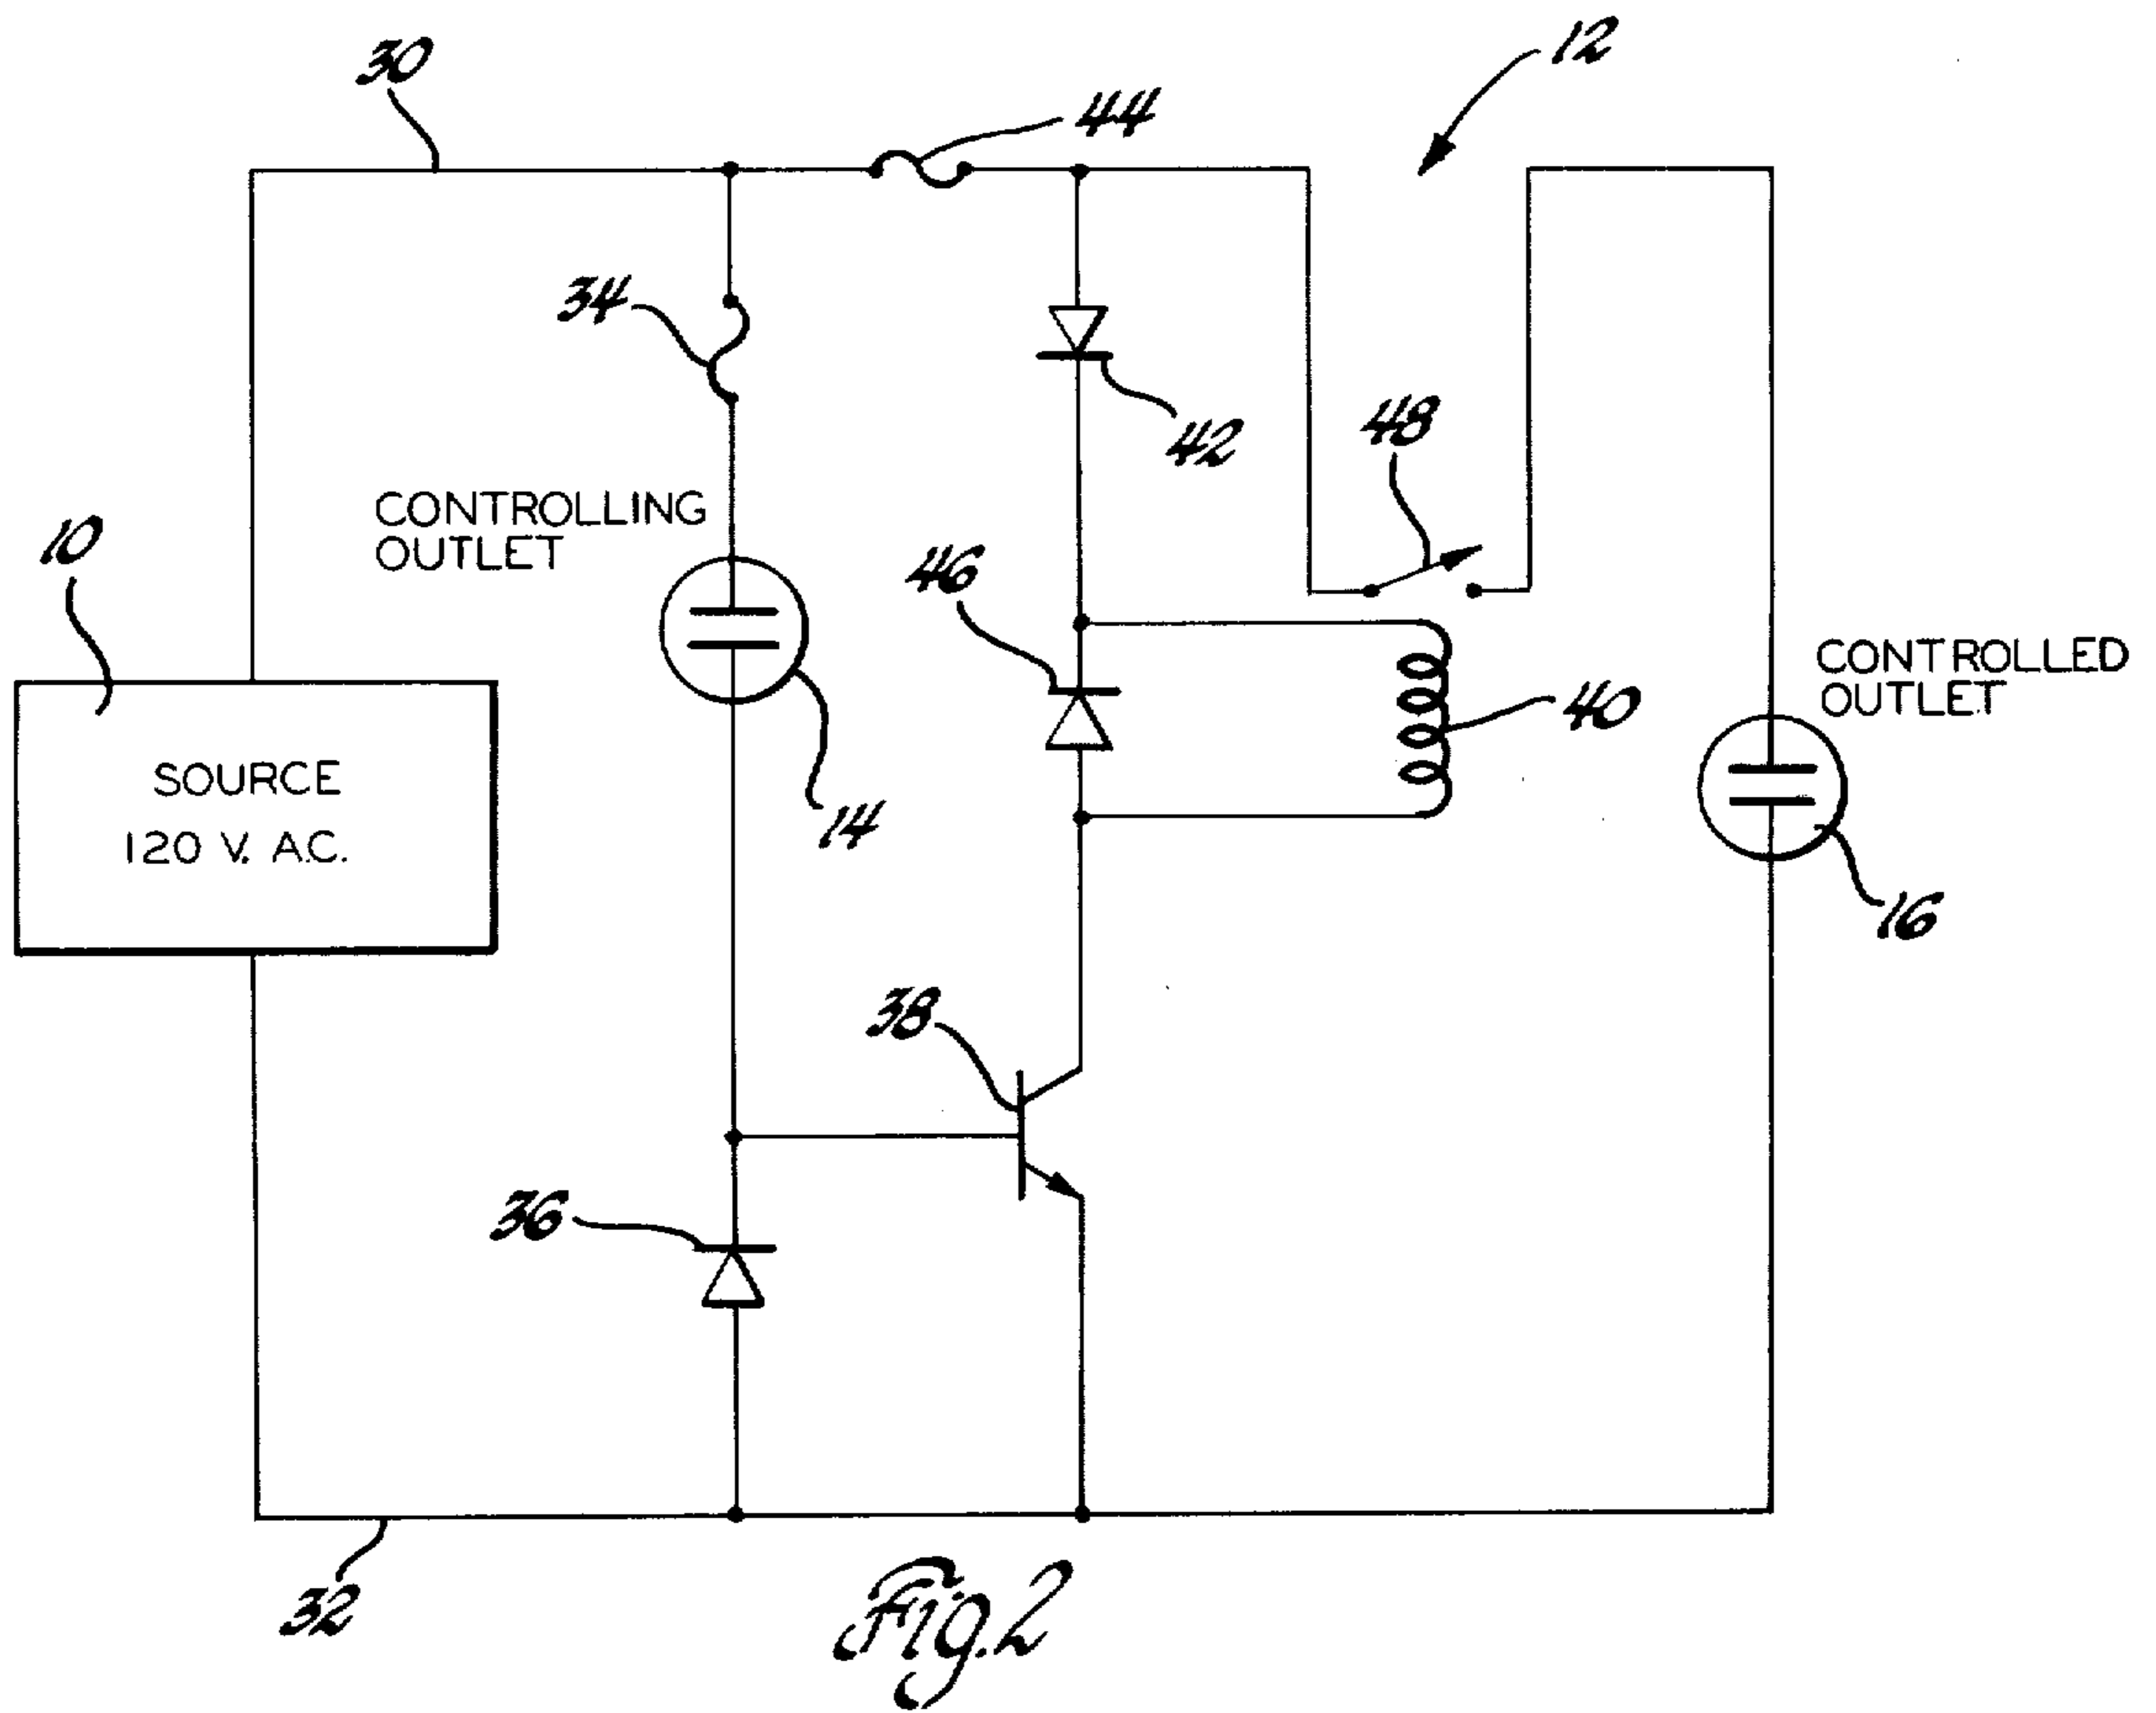 30
44
12
34
42
48
CONTROLLING
OUTLET
10
46
CONTROLLED
OUTLET
40
SOURCE
120 V. A.C.
14
16
38
36
32
Fig. 2